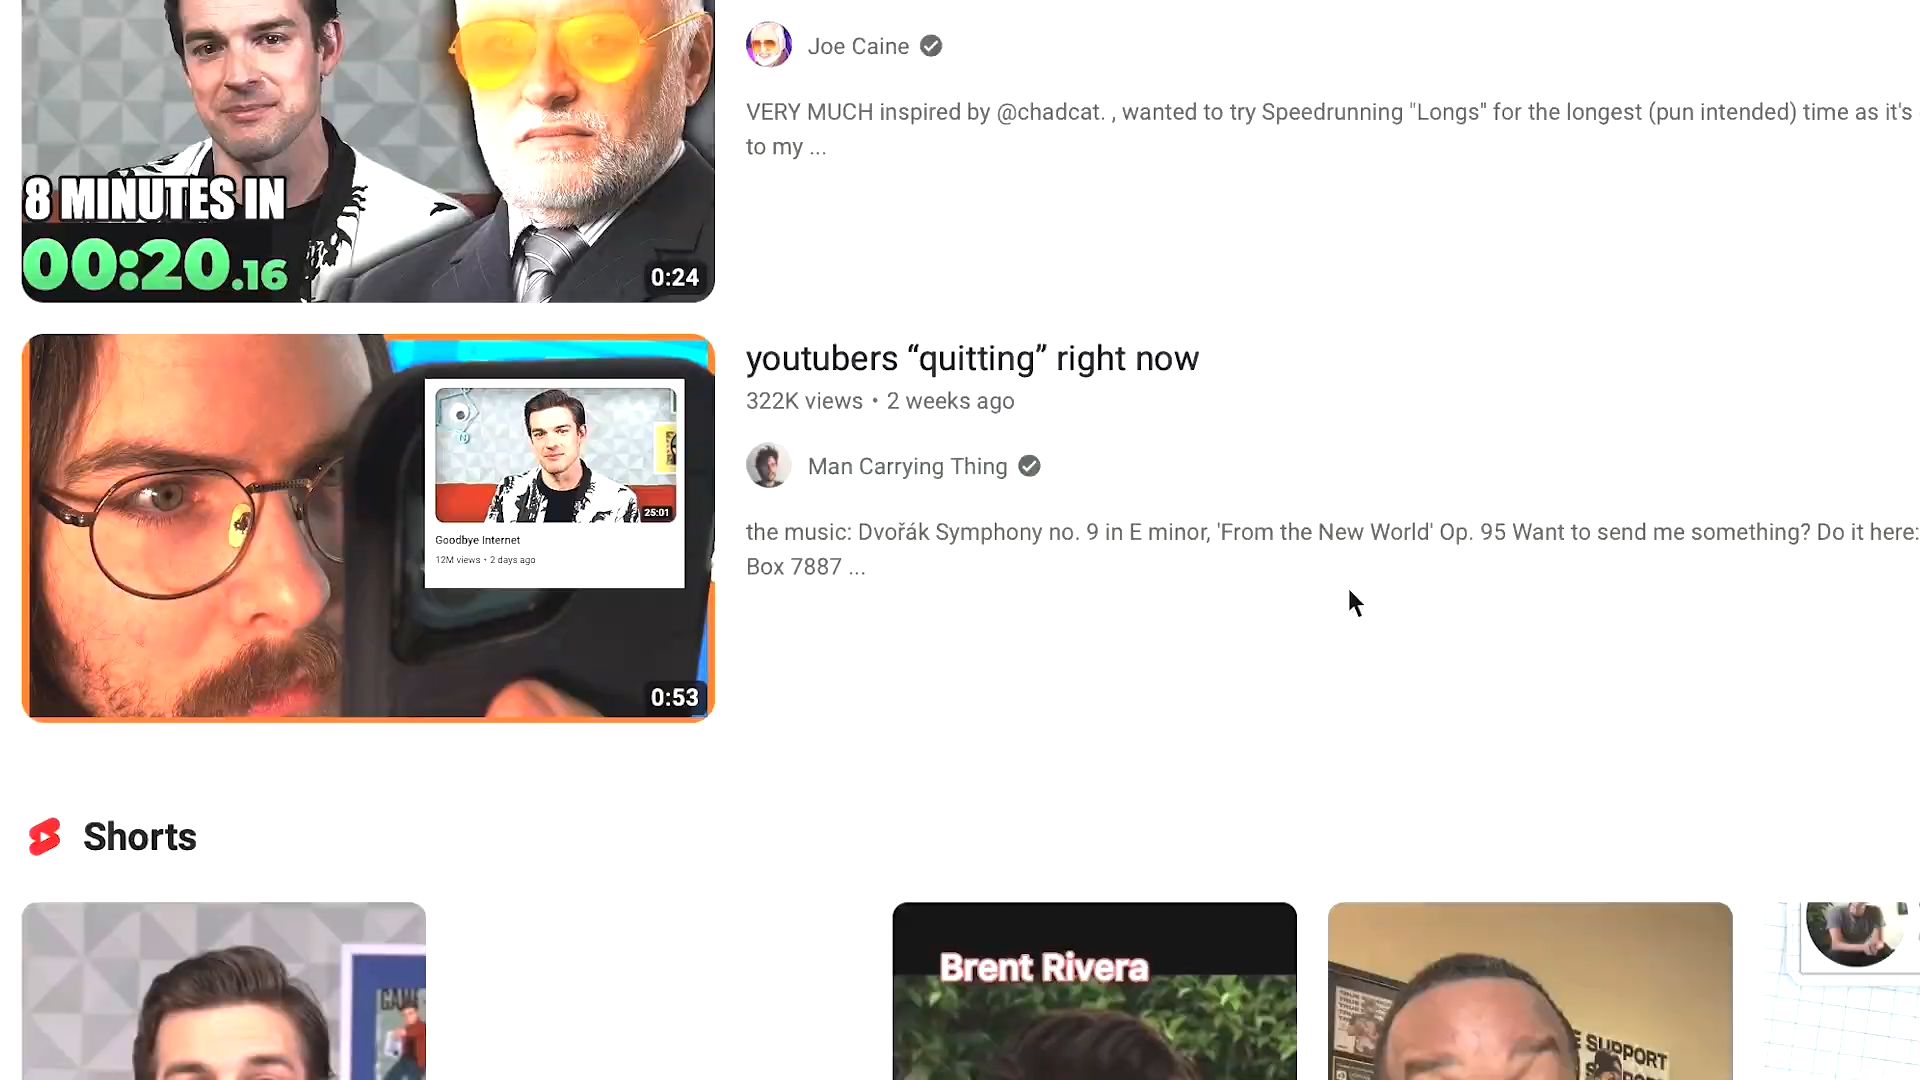 Joe Caine
VERY MUCH inspired by @chadcat. , wanted to try Speedrunning "Longs" for the longest (pun intended) time as it's
to my ...
8 MINUTES IN
00:20.16
0:24
youtubers “quitting” right now
322K views • 2 weeks ago
Man Carrying Thing
the music: Dvořák Symphony no. 9 in E minor, 'From the New World' Op. 95 Want to send me something? Do it here:
Box 7887 ...
25:01
Goodbye Internet
12M views • 2 days ago
0:53
Shorts
GAME
Brent Rivera
SUPPORT